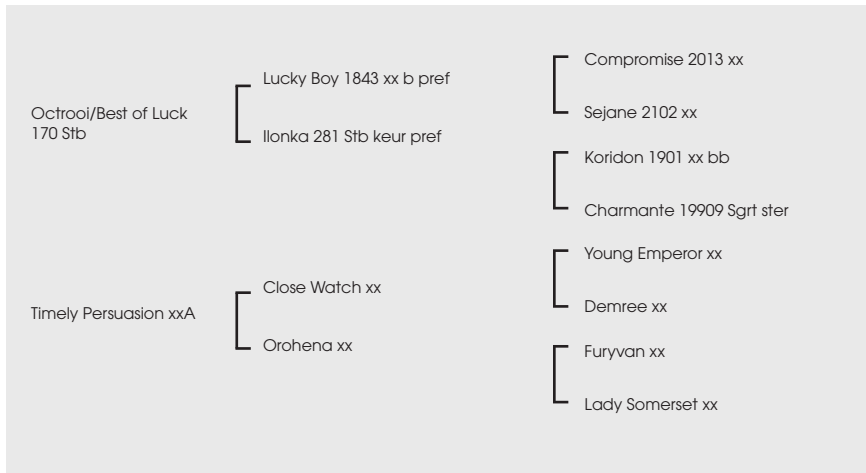 Octrooi/Best of Luck
170 Stb
Lucky Boy 1843 xx b pref
Ilonka 281 Stb keur pref
Compromise 2013 xx
Sejane 2102 xx
Koridon 1901 xx bb
Charmante 19909 Sgrt ster
Timely Persuasion xxA
Close Watch xx
Orohena xx
Young Emperor xx
Demree xx
Furyvan xx
Lady Somerset xx